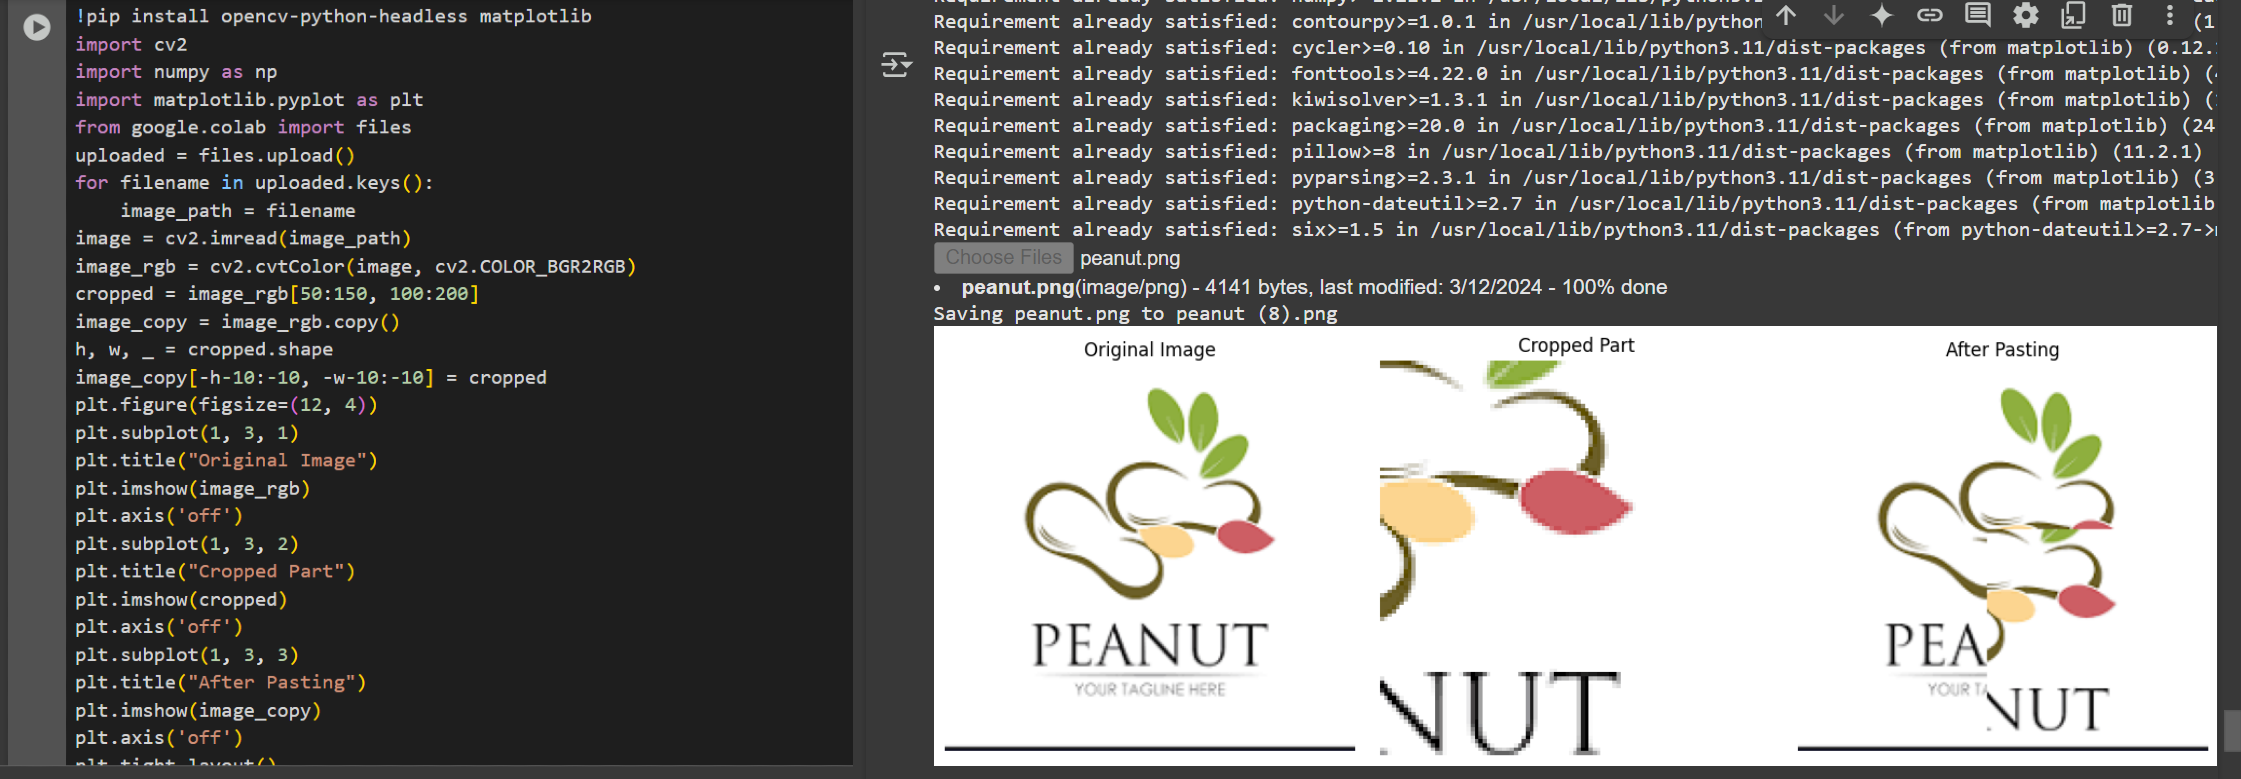 !pip install opencv-python-headless matplotlib
import cv2
import numpy as np
import matplotlib.pyplot as plt
from google.colab import files
uploaded = files.upload()
for filename in uploaded.keys():
    image_path = filename
image = cv2.imread(image_path)
image_rgb = cv2.cvtColor(image, cv2.COLOR_BGR2RGB)
cropped = image_rgb[50:150, 100:200]
image_copy = image_rgb.copy()
h, w, _ = cropped.shape
image_copy[-h-10:-10, -w-10:-10] = cropped
plt.figure(figsize=(12, 4))
plt.subplot(1, 3, 1)
plt.title("Original Image")
plt.imshow(image_rgb)
plt.axis('off')
plt.subplot(1, 3, 2)
plt.title("Cropped Part")
plt.imshow(cropped)
plt.axis('off')
plt.subplot(1, 3, 3)
plt.title("After Pasting")
plt.imshow(image_copy)
plt.axis('off')
plt.tight_layout()
Requirement already satisfied: contourpy>=1.0.1 in /usr/local/lib/python (1
Requirement already satisfied: cycler>=0.10 in /usr/local/lib/python3.11/dist-packages (from matplotlib) (0.12.
Requirement already satisfied: fonttools>=4.22.0 in /usr/local/lib/python3.11/dist-packages (from matplotlib) (
Requirement already satisfied: kiwisolver>=1.3.1 in /usr/local/lib/python3.11/dist-packages (from matplotlib) (
Requirement already satisfied: packaging>=20.0 in /usr/local/lib/python3.11/dist-packages (from matplotlib) (24
Requirement already satisfied: pillow>=8 in /usr/local/lib/python3.11/dist-packages (from matplotlib) (11.2.1)
Requirement already satisfied: pyparsing>=2.3.1 in /usr/local/lib/python3.11/dist-packages (from matplotlib) (3
Requirement already satisfied: python-dateutil>=2.7 in /usr/local/lib/python3.11/dist-packages (from matplotlib
Requirement already satisfied: six>=1.5 in /usr/local/lib/python3.11/dist-packages (from python-dateutil>=2.7->
Choose Files peanut.png
• peanut.png(image/png) - 4141 bytes, last modified: 3/12/2024 - 100% done
Saving peanut.png to peanut (8).png
Original Image
PEANUT
YOUR TAGLINE HERE
Cropped Part
NUT
After Pasting
PEA
YOUR TA
NUT